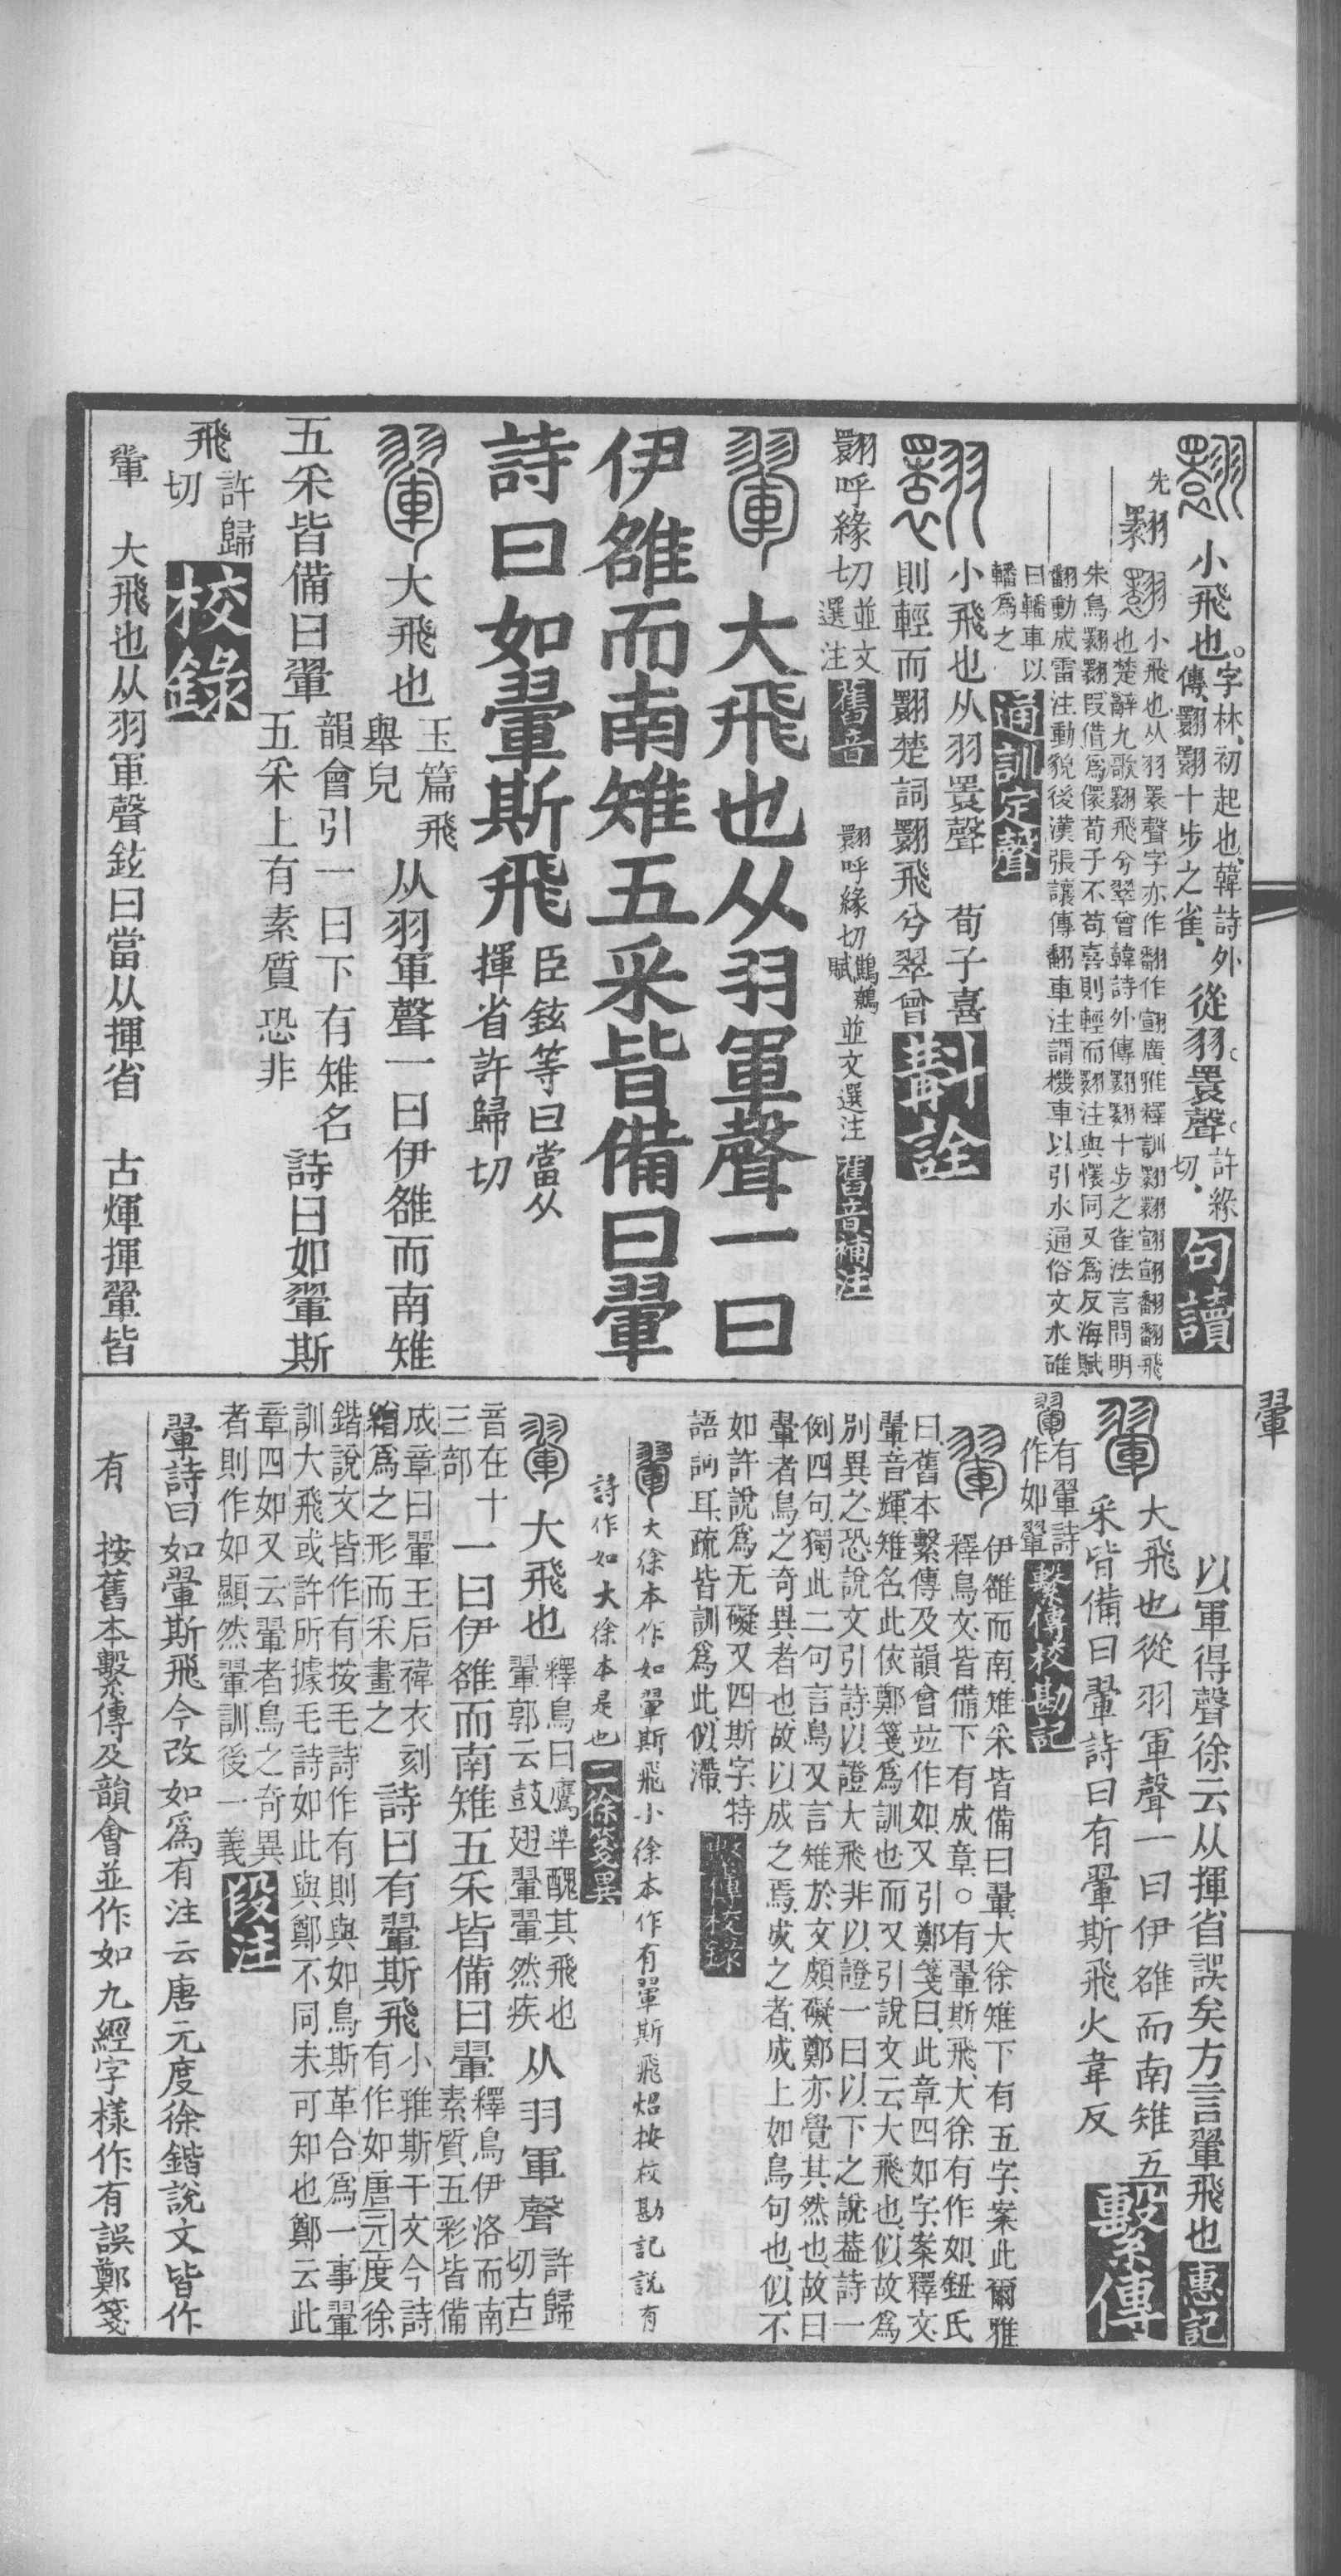 翾小飛也。字林、初起也、韓詩外
傳、翾翾十步之雀、從羽睘聲。許緣
切、句讀
先
翾翾小飛也从羽睘聲字亦作翻作翧廣雅釋訓翾翾翧翧翻翻飛
也楚辭九歌翾飛兮翠曾韓詩外傳翾翾十步之雀法言問明
朱鳥翾翾叚借爲儇荀子不苟喜則輕而翾注與懁同又爲反海賦
翻動成雷注動貌後漢張讓傳翻車注謂機車以引水通俗文水碓
曰轓車以
轓爲之通訓定聲
翾小飛也从羽睘聲 荀子喜
則輕而翾楚詞翾飛兮翠曾斠詮
翾呼緣切並文
選注舊音 翾呼緣切鷦鷯
賦並文選注舊音補注
翬大飛也从羽軍聲一曰
伊雒而南雉五采皆備曰翬
詩曰如翬斯飛臣鉉等曰當从
揮省許歸切
翬大飛也玉篇飛
舉皃从羽軍聲一曰伊雒而南雉
五采皆備曰翬韻會引一曰下有雉名
五采上有素質恐非詩曰如翬斯
飛許歸
切校錄
翬 大飛也从羽軍聲鉉曰當从揮省 古煇揮翬皆
翬
以軍得聲徐云从揮省誤矣方言翬飛也惠記
翬大飛也從羽軍聲一曰伊雒而南雉五
采皆備曰翬詩曰有翬斯飛火韋反繫傳
翬有翬詩
作如翬繫傳校勘記
翬伊雒而南雉采皆備曰翬大徐雉下有五字案此爾雅
釋鳥文皆備下有成章○有翬斯飛大徐有作如鈕氏
曰舊本繫傳及韻會竝作如又引鄭箋曰此章四如字案釋文
翬音輝雉名此依鄭箋爲訓也而又引說文云大飛也似故爲
別異之恐說文引詩以證大飛非以證一曰以下之說葢詩一
例四句獨此二句言鳥又言雉於文頗礙鄭亦覺其然也故曰
翬者鳥之奇異者也故以成之焉成之者成上如鳥句也似不
如許說爲无礙又四斯字特
語詞耳疏皆訓爲此似滯繫傳校錄
翬大徐本作如翬斯飛小徐本作有翬斯飛炤按校勘記說有
詩作如大徐本是也二徐箋異
翬大飛也釋鳥曰鷹隼醜其飛也
翬郭云鼓翅翬翬然疾从羽軍聲許歸
切古
音在十
三部一曰伊雒而南雉五采皆備曰翬釋鳥伊洛而南
素質五彩皆備
成章曰翬王后褘衣刻
繒爲之形而采畫之詩曰有翬斯飛小雅斯干文今詩
有作如唐元度徐
鍇說文皆作有按毛詩作有則與如鳥斯革合爲一事翬
訓大飛或許所據毛詩如此與鄭不同未可知也鄭云此
章四如又云翬者鳥之奇異
者則作如顯然翬訓後一義段注
翬詩曰如翬斯飛今改如爲有注云唐元度徐鍇說文皆作
有 按舊本繫傳及韻會並作如九經字樣作有誤鄭箋